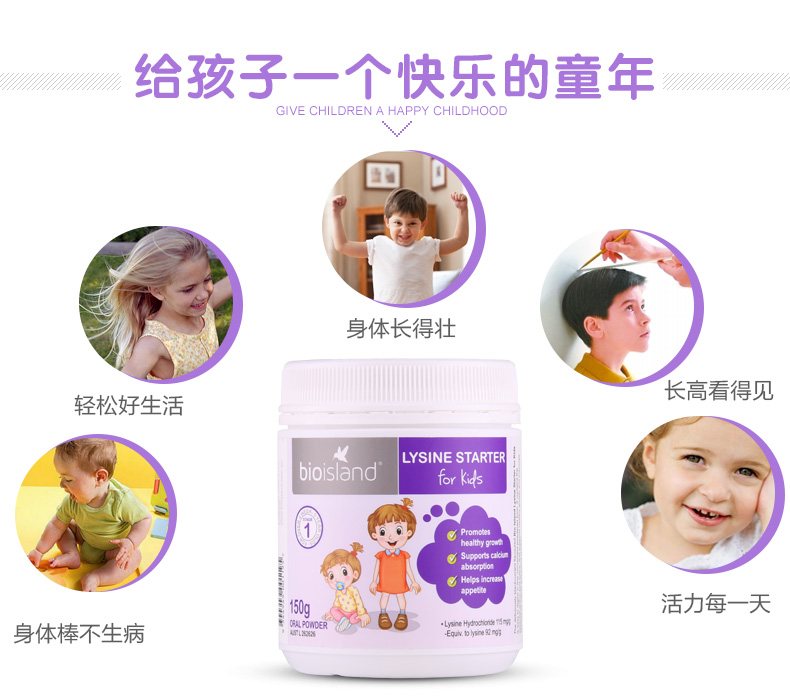 给孩子一个快乐的童年
GIVE CHILDREN A HAPPY CHILDHOOD
身体长得壮
轻松好生活
长高看得见
身体棒不生病
活力每一天
bioisland®
LYSINE STARTER
for kids
1
Promotes
healthy growth
Supports calcium
absorption
Helps increase
appetite
150g
ORAL POWDER
AUST L 252626
• Lysine Hydrochloride 115 mg/g
-Equiv. to lysine 92 mg/g